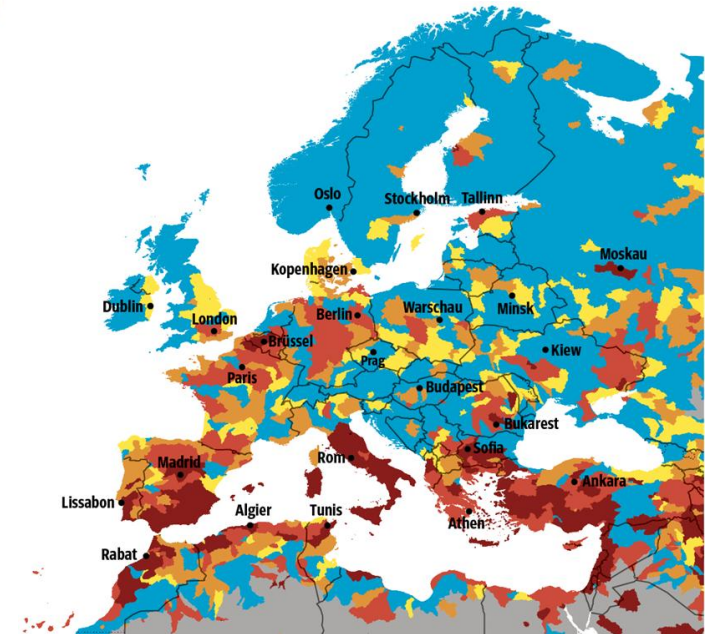 Oslo
Stockholm
Tallinn
Moskau
Kopenhagen
Dublin
London
Berlin
Warschau
Minsk
Brüssel
Prag
Kiew
Paris
Budapest
Bukarest
Sofia
Rom
Madrid
Ankara
Lissabon
Algier
Tunis
Athen
Rabat